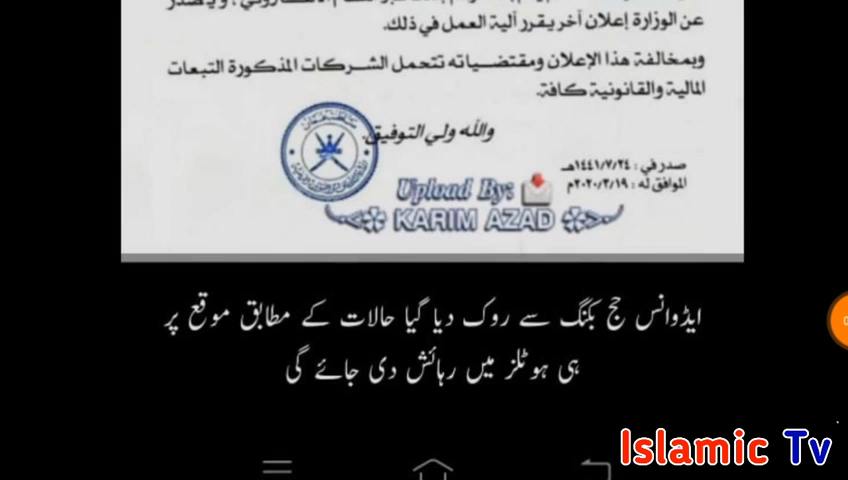 عن الوزارة إعلان آخر يقرر آلية العمل في ذلك.
وبمخالفة هذا الإعلان ومقتضياته تتحمل الشركات المذكورة التبعات
المالية والقانونية كافة.
والله ولي التوفيق.
صدر في : ١٤٤١/٧/٢٤هـ
الموافق له : ٢٠٢٠/٣/١٩م
Upload By:
KARIM AZAD
ایڈوانس حج بکنگ سے روک دیا گیا حالات کے مطابق موقع پر
ہی ہوٹلز میں رہائش دی جائے گی
Islamic Tv